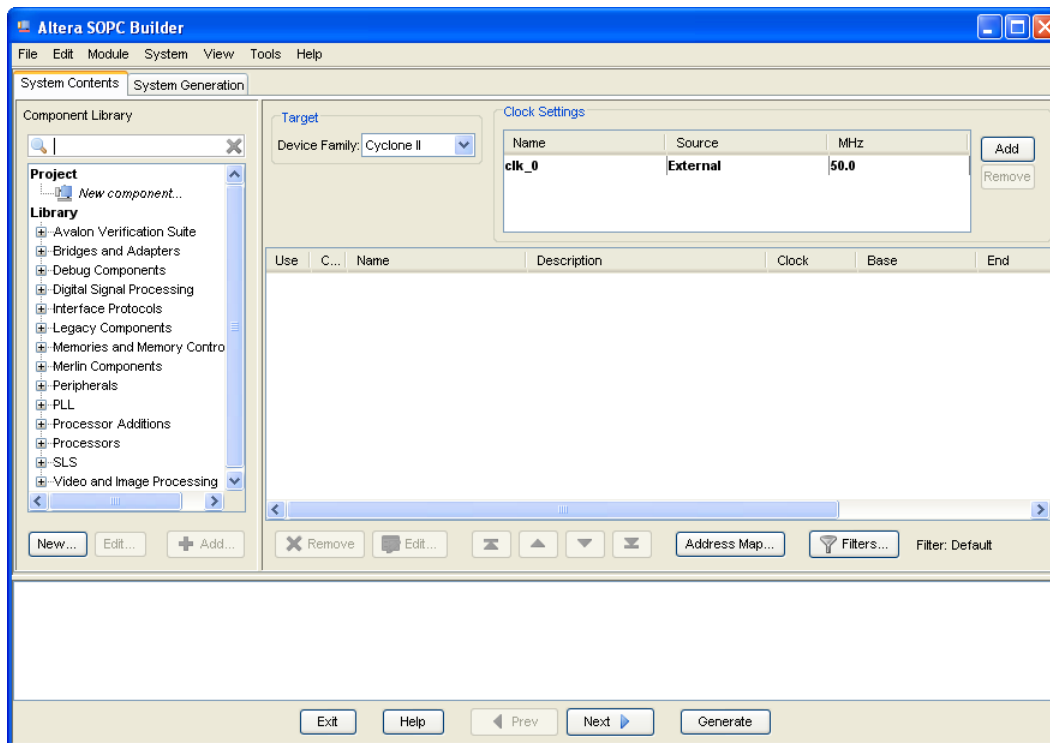 Altera SOPC Builder
File Edit Module System View Tools Help
System Contents System Generation
Component Library
Project
New component...
Library
Avalon Verification Suite
Bridges and Adapters
Debug Components
Digital Signal Processing
Interface Protocols
Legacy Components
Memories and Memory Contro
Merlin Components
Peripherals
PLL
Processor Additions
Processors
SLS
Video and Image Processing
New... Edit... Add...
Target
Device Family: Cyclone II
Clock Settings
Name Source MHz
clk_0 External 50.0
Add
Remove
Use C... Name Description Clock Base End
Remove Edit... Address Map... Filters... Filter: Default
Exit Help Prev Next Generate